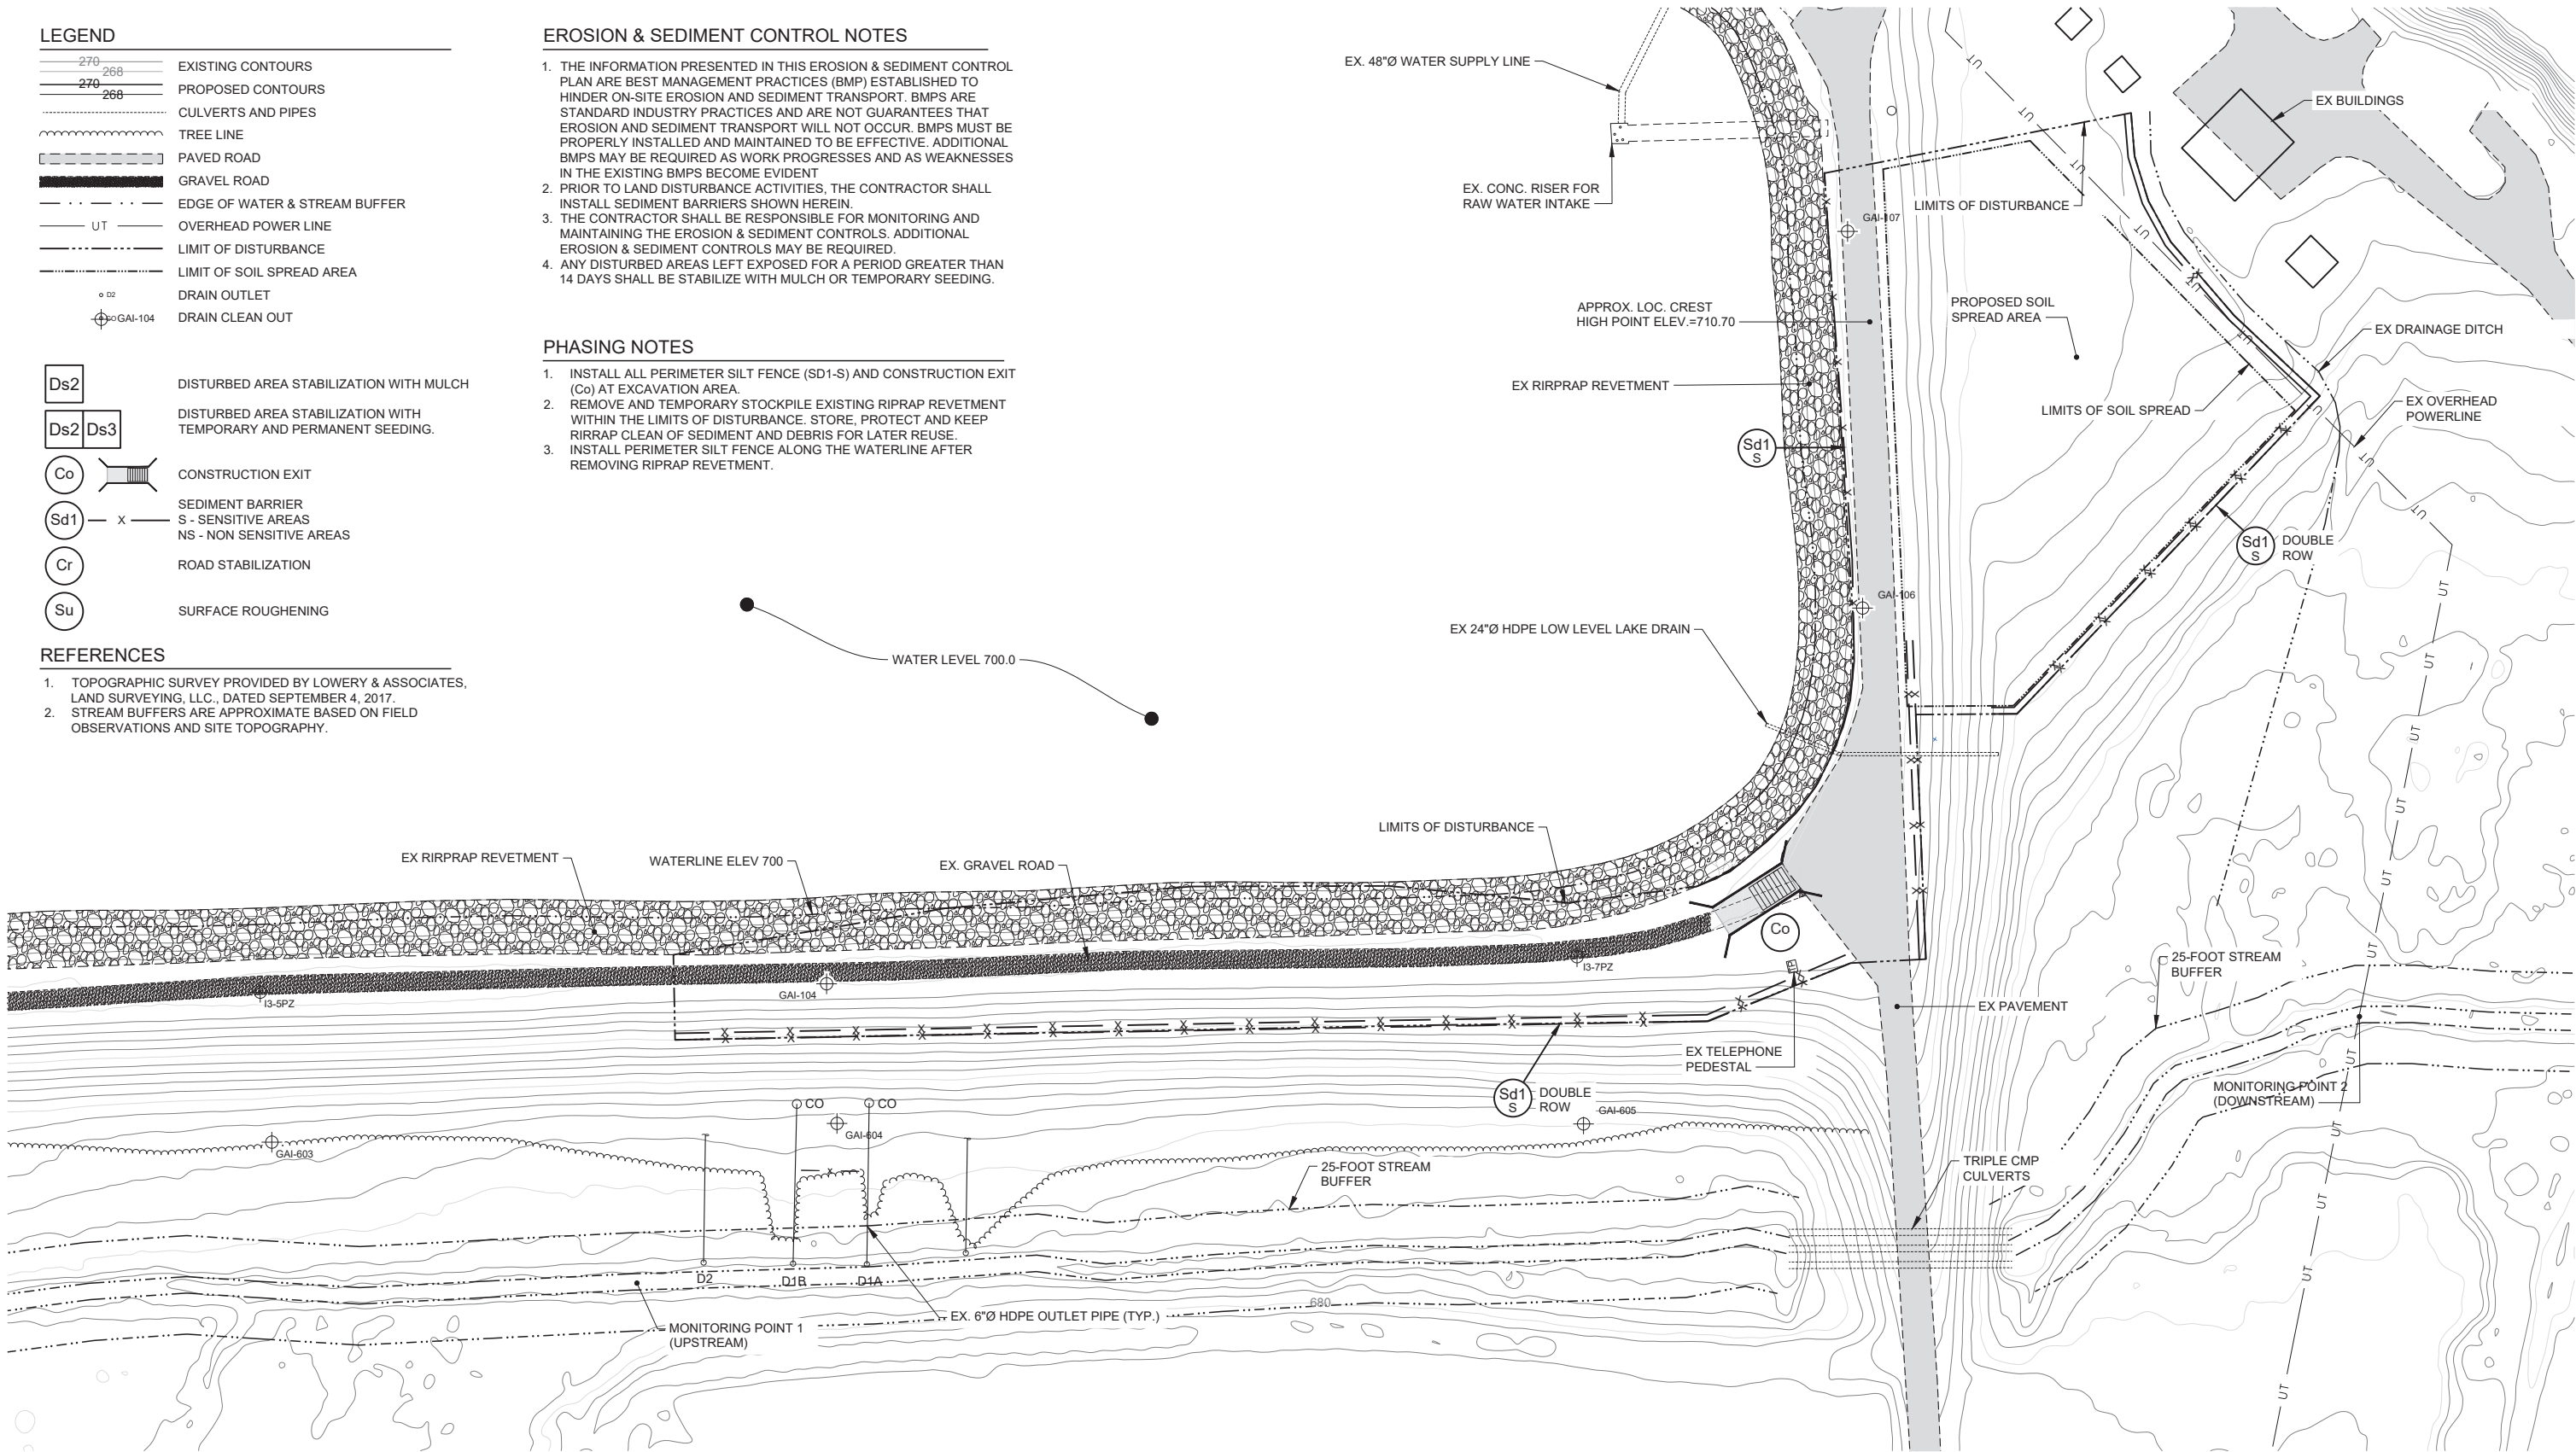 LEGEND
270
268
EXISTING CONTOURS
270
268
PROPOSED CONTOURS
CULVERTS AND PIPES
TREE LINE
PAVED ROAD
GRAVEL ROAD
EDGE OF WATER & STREAM BUFFER
UT
OVERHEAD POWER LINE
LIMIT OF DISTURBANCE
LIMIT OF SOIL SPREAD AREA
D2
DRAIN OUTLET
GAI-104
DRAIN CLEAN OUT
Ds2
DISTURBED AREA STABILIZATION WITH MULCH
Ds2 Ds3
DISTURBED AREA STABILIZATION WITH
TEMPORARY AND PERMANENT SEEDING.
Co
CONSTRUCTION EXIT
Sd1
X
SEDIMENT BARRIER
S - SENSITIVE AREAS
NS - NON SENSITIVE AREAS
Cr
ROAD STABILIZATION
Su
SURFACE ROUGHENING
REFERENCES
1. TOPOGRAPHIC SURVEY PROVIDED BY LOWERY & ASSOCIATES,
LAND SURVEYING, LLC., DATED SEPTEMBER 4, 2017.
2. STREAM BUFFERS ARE APPROXIMATE BASED ON FIELD
OBSERVATIONS AND SITE TOPOGRAPHY.
EROSION & SEDIMENT CONTROL NOTES
1. THE INFORMATION PRESENTED IN THIS EROSION & SEDIMENT CONTROL
PLAN ARE BEST MANAGEMENT PRACTICES (BMP) ESTABLISHED TO
HINDER ON-SITE EROSION AND SEDIMENT TRANSPORT. BMPS ARE
STANDARD INDUSTRY PRACTICES AND ARE NOT GUARANTEES THAT
EROSION AND SEDIMENT TRANSPORT WILL NOT OCCUR. BMPS MUST BE
PROPERLY INSTALLED AND MAINTAINED TO BE EFFECTIVE. ADDITIONAL
BMPS MAY BE REQUIRED AS WORK PROGRESSES AND AS WEAKNESSES
IN THE EXISTING BMPS BECOME EVIDENT
2. PRIOR TO LAND DISTURBANCE ACTIVITIES, THE CONTRACTOR SHALL
INSTALL SEDIMENT BARRIERS SHOWN HEREIN.
3. THE CONTRACTOR SHALL BE RESPONSIBLE FOR MONITORING AND
MAINTAINING THE EROSION & SEDIMENT CONTROLS. ADDITIONAL
EROSION & SEDIMENT CONTROLS MAY BE REQUIRED.
4. ANY DISTURBED AREAS LEFT EXPOSED FOR A PERIOD GREATER THAN
14 DAYS SHALL BE STABILIZE WITH MULCH OR TEMPORARY SEEDING.
PHASING NOTES
1. INSTALL ALL PERIMETER SILT FENCE (SD1-S) AND CONSTRUCTION EXIT
(Co) AT EXCAVATION AREA.
2. REMOVE AND TEMPORARY STOCKPILE EXISTING RIPRAP REVETMENT
WITHIN THE LIMITS OF DISTURBANCE. STORE, PROTECT AND KEEP
RIRRAP CLEAN OF SEDIMENT AND DEBRIS FOR LATER REUSE.
3. INSTALL PERIMETER SILT FENCE ALONG THE WATERLINE AFTER
REMOVING RIPRAP REVETMENT.
WATER LEVEL 700.0
EX. 48"Ø WATER SUPPLY LINE
EX. CONC. RISER FOR
RAW WATER INTAKE
APPROX. LOC. CREST
HIGH POINT ELEV.=710.70
EX RIRPRAP REVETMENT
Sd1
S
EX 24"Ø HDPE LOW LEVEL LAKE DRAIN
GAI-107
GAI-106
LIMITS OF DISTURBANCE
PROPOSED SOIL
SPREAD AREA
LIMITS OF SOIL SPREAD
EX BUILDINGS
EX DRAINAGE DITCH
EX OVERHEAD
POWERLINE
UT
UT
UT
UT
UT
UT
UT
UT
UT
Sd1
S
DOUBLE
ROW
UT
UT
UT
UT
UT
UT
UT
UT
UT
UT
UT
EX RIRPRAP REVETMENT
WATERLINE ELEV 700
EX. GRAVEL ROAD
LIMITS OF DISTURBANCE
Co
I3-5PZ
GAI-104
I3-7PZ
EX PAVEMENT
25-FOOT STREAM
BUFFER
EX TELEPHONE
PEDESTAL
Sd1
S
DOUBLE
ROW
GAI-605
MONITORING POINT 2
(DOWNSTREAM)
CO
CO
GAI-604
GAI-603
25-FOOT STREAM
BUFFER
TRIPLE CMP
CULVERTS
D2
D1B
D1A
680
EX. 6"Ø HDPE OUTLET PIPE (TYP.)
MONITORING POINT 1
(UPSTREAM)